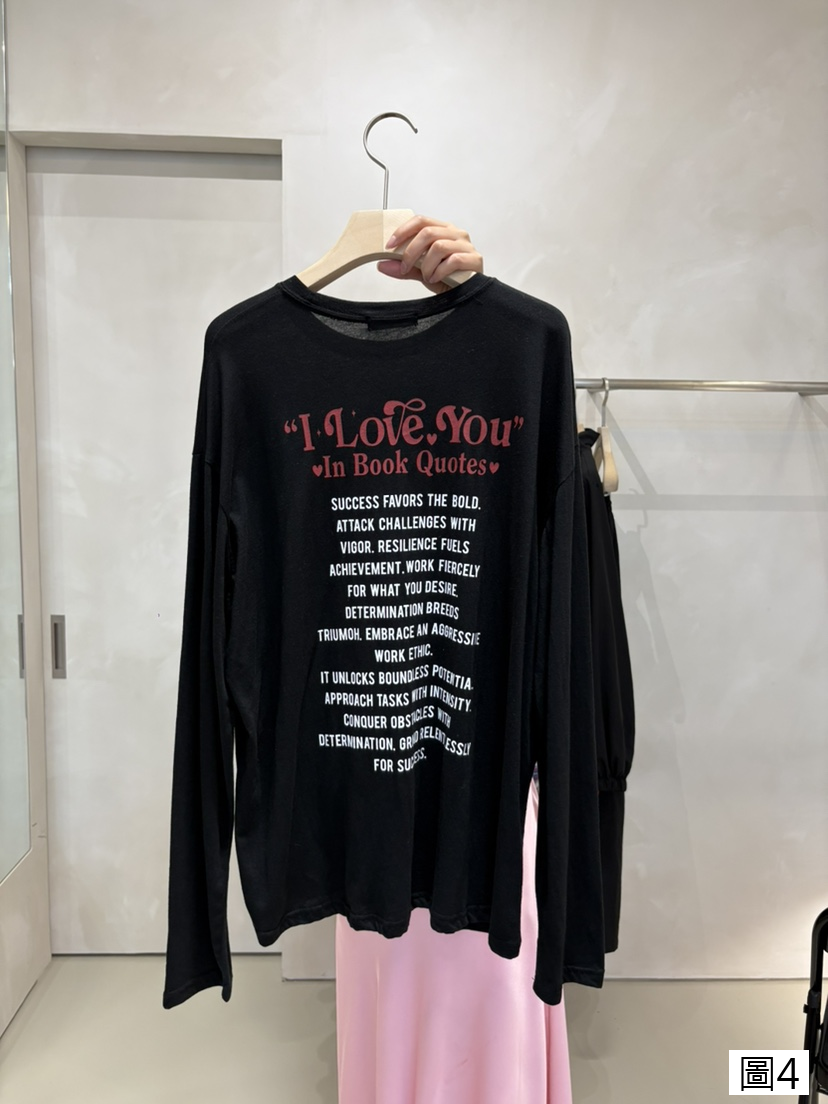 “I Love You”
In Book Quotes
SUCCESS FAVORS THE BOLD.
ATTACK CHALLENGES WITH
VIGOR. RESILIENCE FUELS
ACHIEVEMENT.WORK FIERCELY
FOR WHAT YOU DESIRE.
DETERMINATION BREEDS
TRIUMOH. EMBRACE AN AGGRESSIE
WORK ETHIC.
IT UNLOCKS BOUNDLESS POTENTIA.
APPROACH TASKS WITH INTENSITY.
CONQUER OBSTACLES WITH
DETERMINATION. GRIND RELENTLESSLY
FOR SUCCESS.
圖4